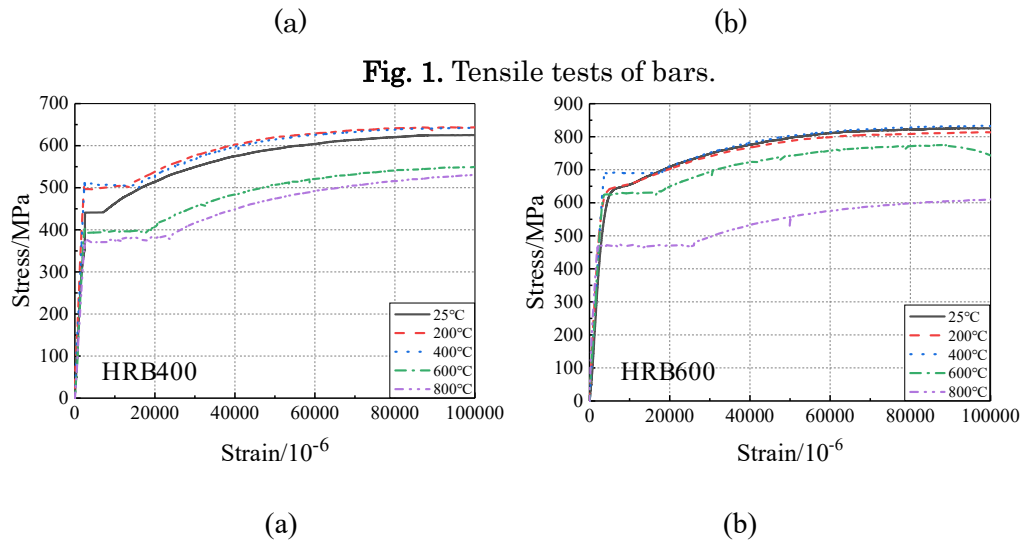 (a) (b)
Fig. 1. Tensile tests of bars.
700
600
500
400
300
200
100
0
Stress/MPa
HRB400
25°C
200°C
400°C
600°C
800°C
0 20000 40000 60000 80000 100000
Strain/10⁻⁶
900
800
700
600
500
400
300
200
100
0
Stress/MPa
HRB600
25°C
200°C
400°C
600°C
800°C
0 20000 40000 60000 80000 100000
Strain/10⁻⁶
(a) (b)